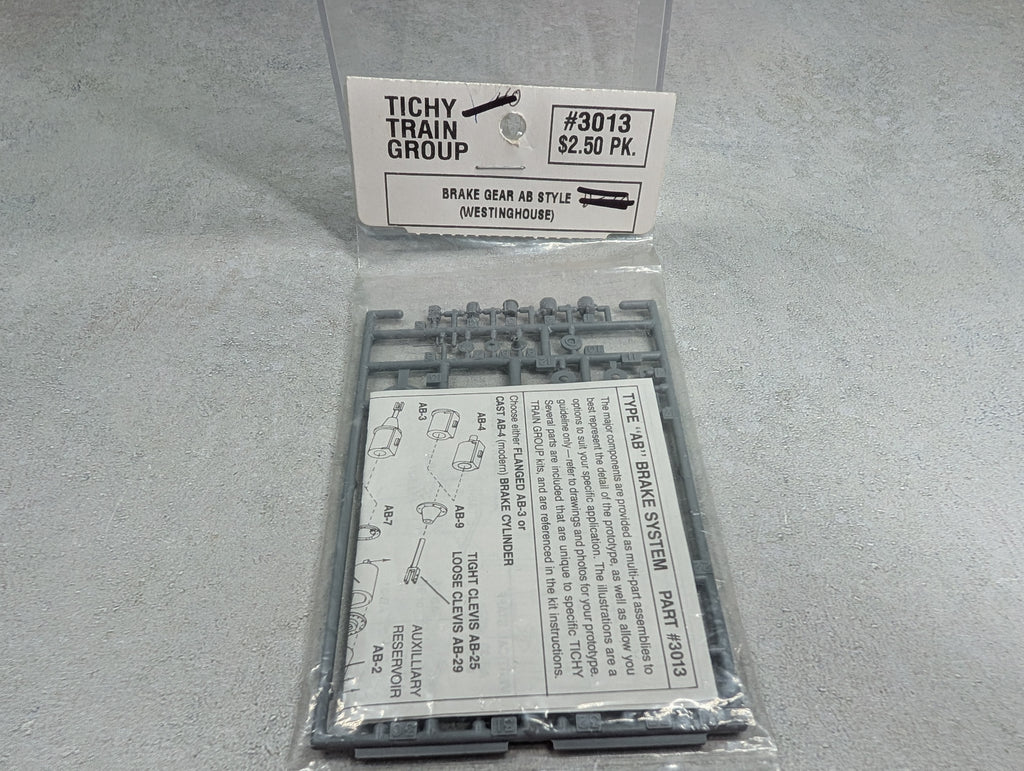 TICHY
TRAIN
GROUP
#3013
$2.50 PK.
BRAKE GEAR AB STYLE
(WESTINGHOUSE)
TYPE "AB" BRAKE SYSTEM PART #3013
The major components are provided as multi-part assemblies to
best represent the detail of the prototype, as well as allow you
options to suit your specific application. The illustrations are a
guideline only — refer to drawings and photos for your prototype.
Several parts are included that are unique to specific TICHY
TRAIN GROUP kits, and are referenced in the kit instructions.
Choose either FLANGED AB-3 or
CAST AB-4 (modern) BRAKE CYLINDER
AB-4
AB-3
AB-9
TIGHT CLEVIS AB-25
LOOSE CLEVIS AB-29
AB-7
AUXILLIARY
RESERVOIR
AB-2